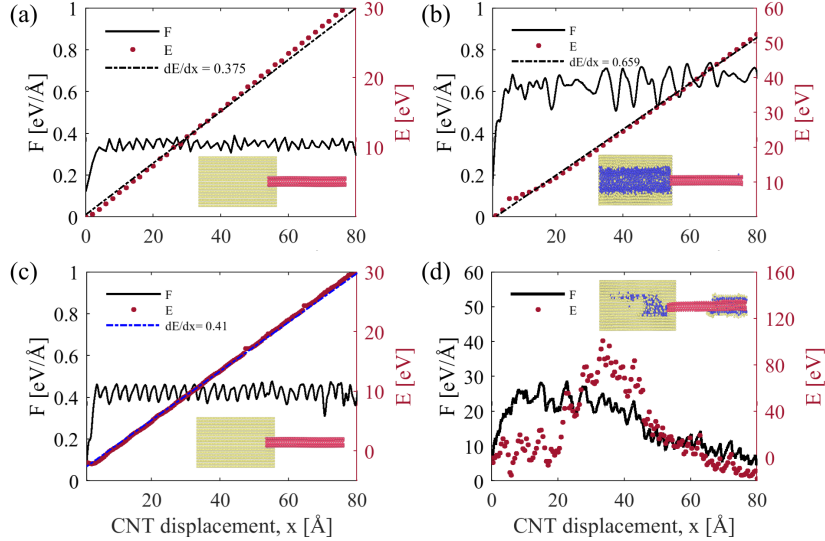 (a)
1
0.8
0.6
0.4
0.2
0
F [eV/Å]
F
E
dE/dx = 0.375
30
20
10
E [eV]
0 20 40 60 80
(b)
1
0.8
0.6
0.4
0.2
0
F [eV/Å]
F
E
dE/dx = 0.659
60
50
40
30
20
10
0
E [eV]
20 40 60 80
(c)
1
0.8
0.6
0.4
0.2
0
F [eV/Å]
F
E
dE/dx= 0.41
30
20
10
0
E [eV]
20 40 60 80
CNT displacement, x [Å]
(d)
60
50
40
30
20
10
0
F [eV/Å]
F
E
160
120
80
40
0
E [eV]
0 20 40 60 80
CNT displacement, x [Å]